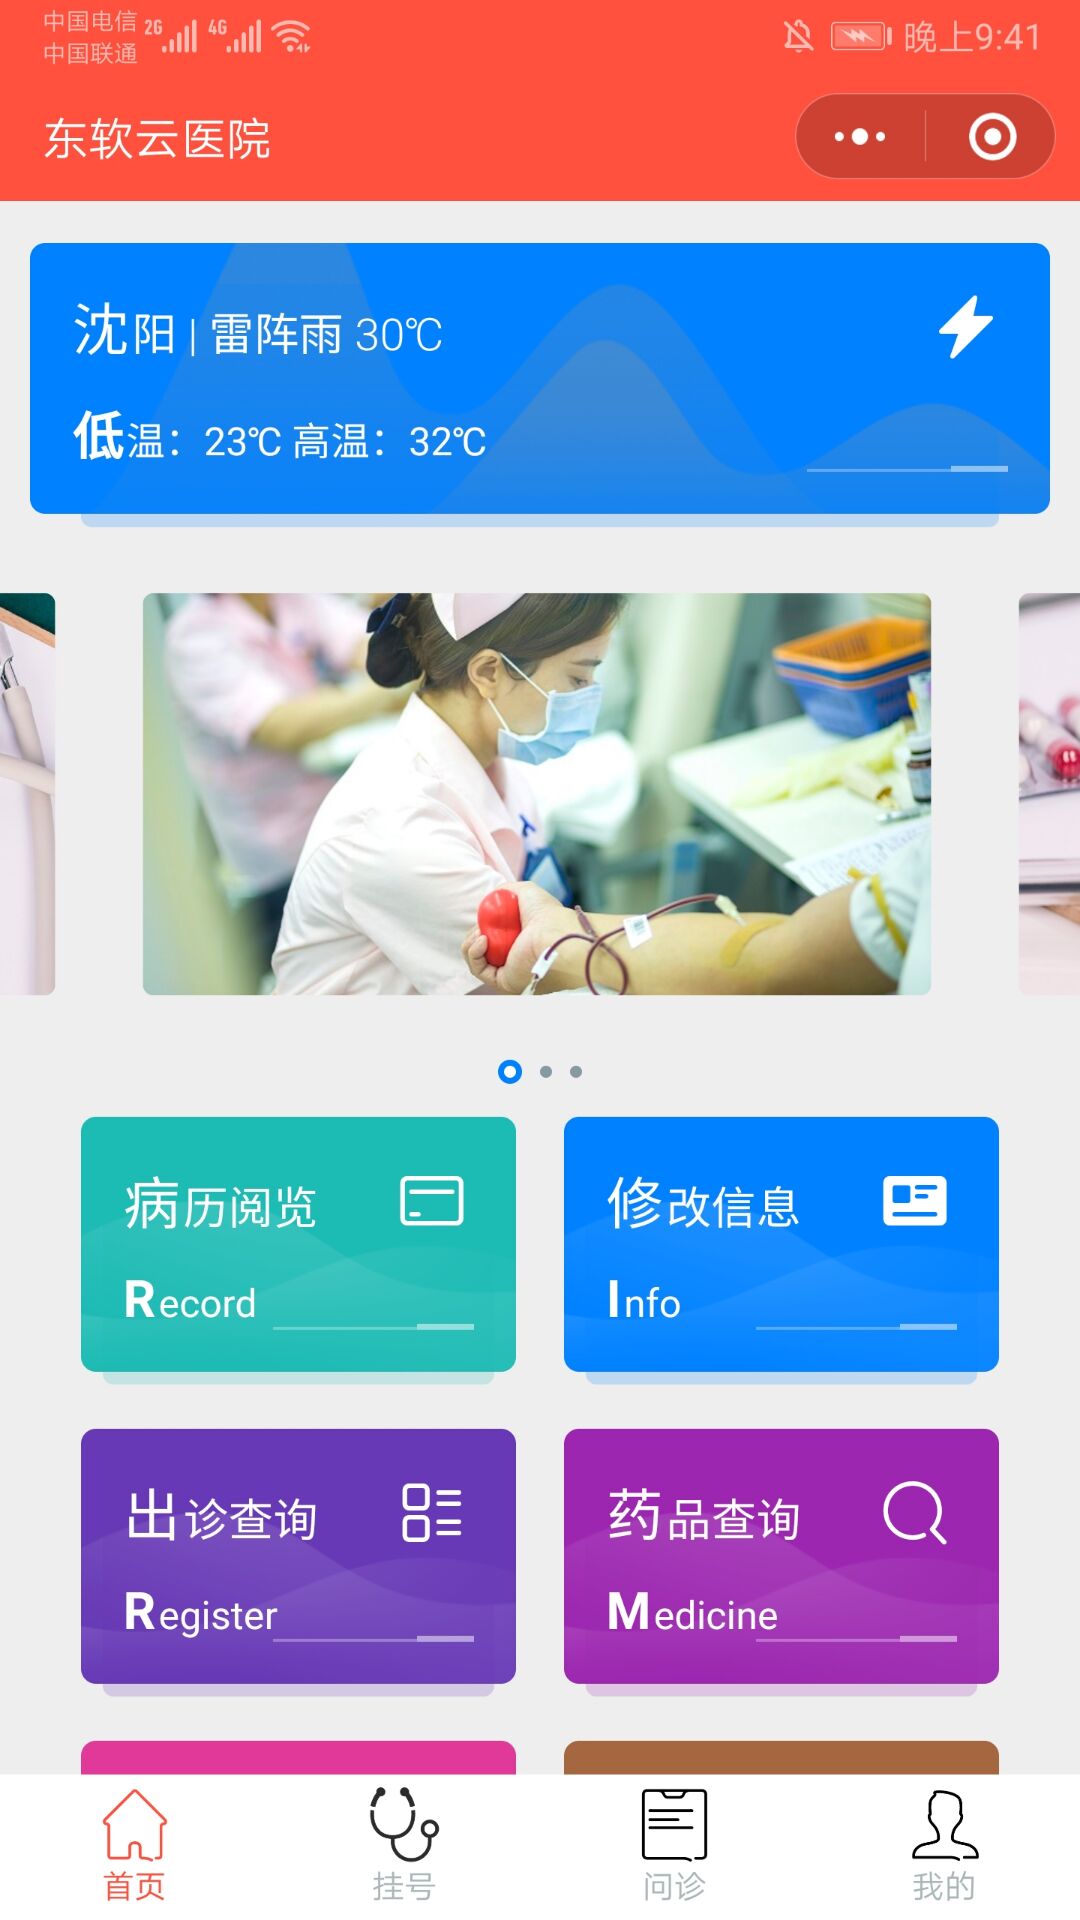 中国电信 2G 4G
中国联通
晚上9:41
东软云医院
沈阳 | 雷阵雨 30℃
低温：23℃ 高温：32℃
病历阅览
Record
修改信息
Info
出诊查询
Register
药品查询
Medicine
首页
挂号
问诊
我的